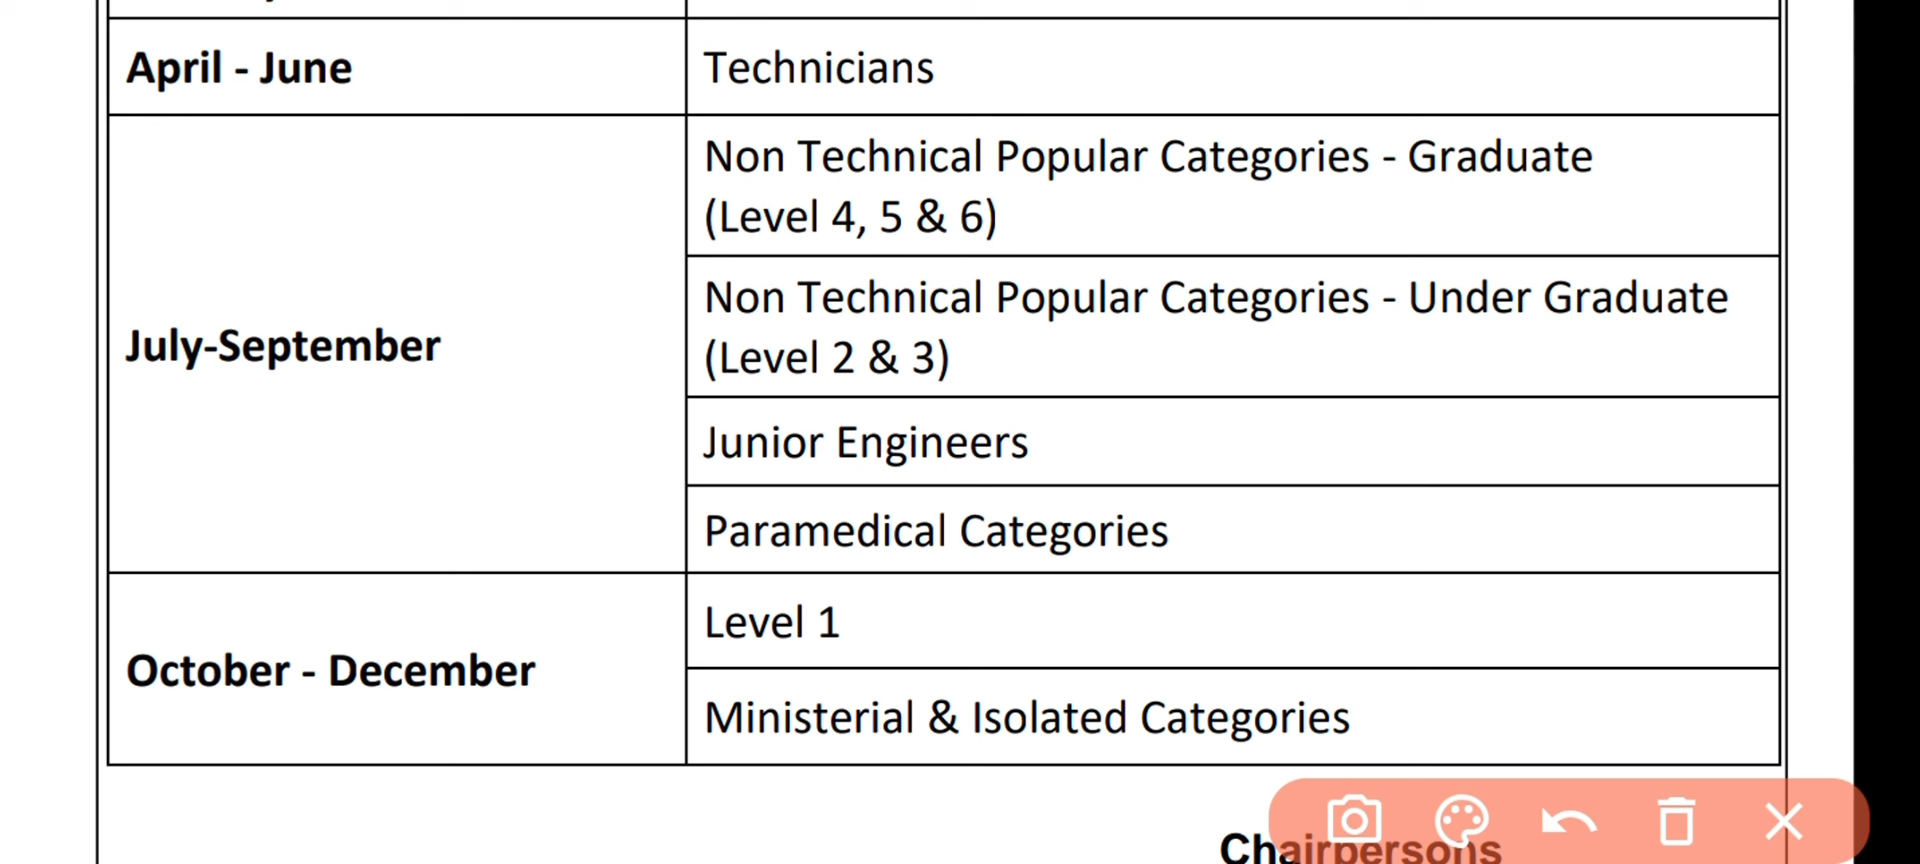 April - June
Technicians
Non Technical Popular Categories - Graduate
(Level 4, 5 & 6)
July-September
Non Technical Popular Categories - Under Graduate
(Level 2 & 3)
Junior Engineers
Paramedical Categories
October - December
Level 1
Ministerial & Isolated Categories
Chairpersons